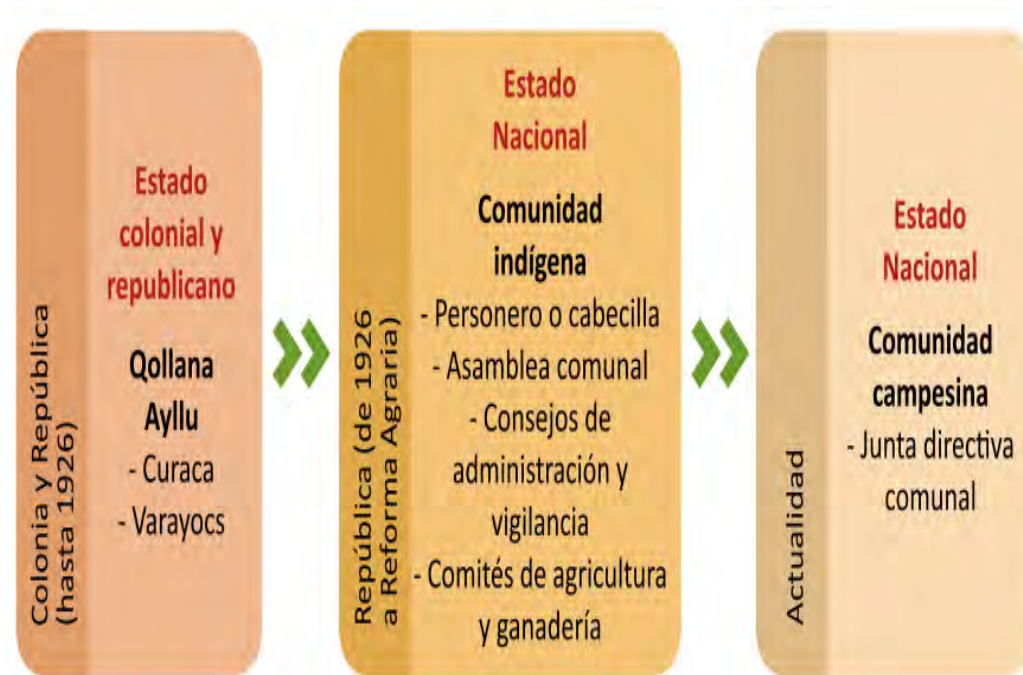 Colonia y República
(hasta 1926)
Estado
colonial y
republicano
Qollana
Ayllu
- Curaca
- Varayocs
República (de 1926
a Reforma Agraria)
Estado
Nacional
Comunidad
indígena
- Personero o cabecilla
- Asamblea comunal
- Consejos de
administración y
vigilancia
- Comités de agricultura
y ganadería
Actualidad
Estado
Nacional
Comunidad
campesina
- Junta directiva
comunal